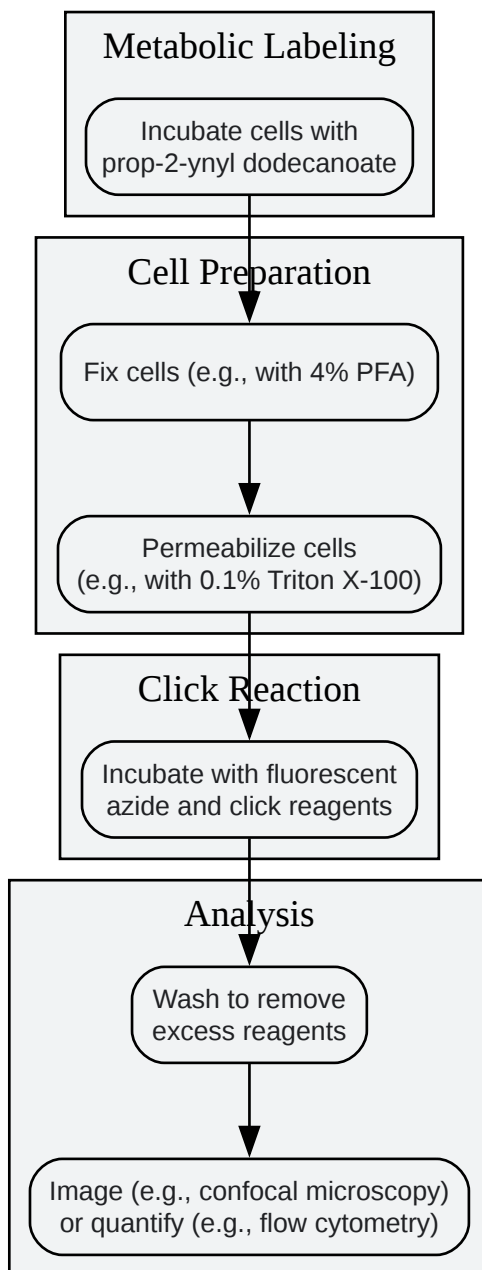 Metabolic Labeling
Incubate cells with
prop-2-ynyl dodecanoate
Cell Preparation
Fix cells (e.g., with 4% PFA)
Permeabilize cells
(e.g., with 0.1% Triton X-100)
Click Reaction
Incubate with fluorescent
azide and click reagents
Analysis
Wash to remove
excess reagents
Image (e.g., confocal microscopy)
or quantify (e.g., flow cytometry)